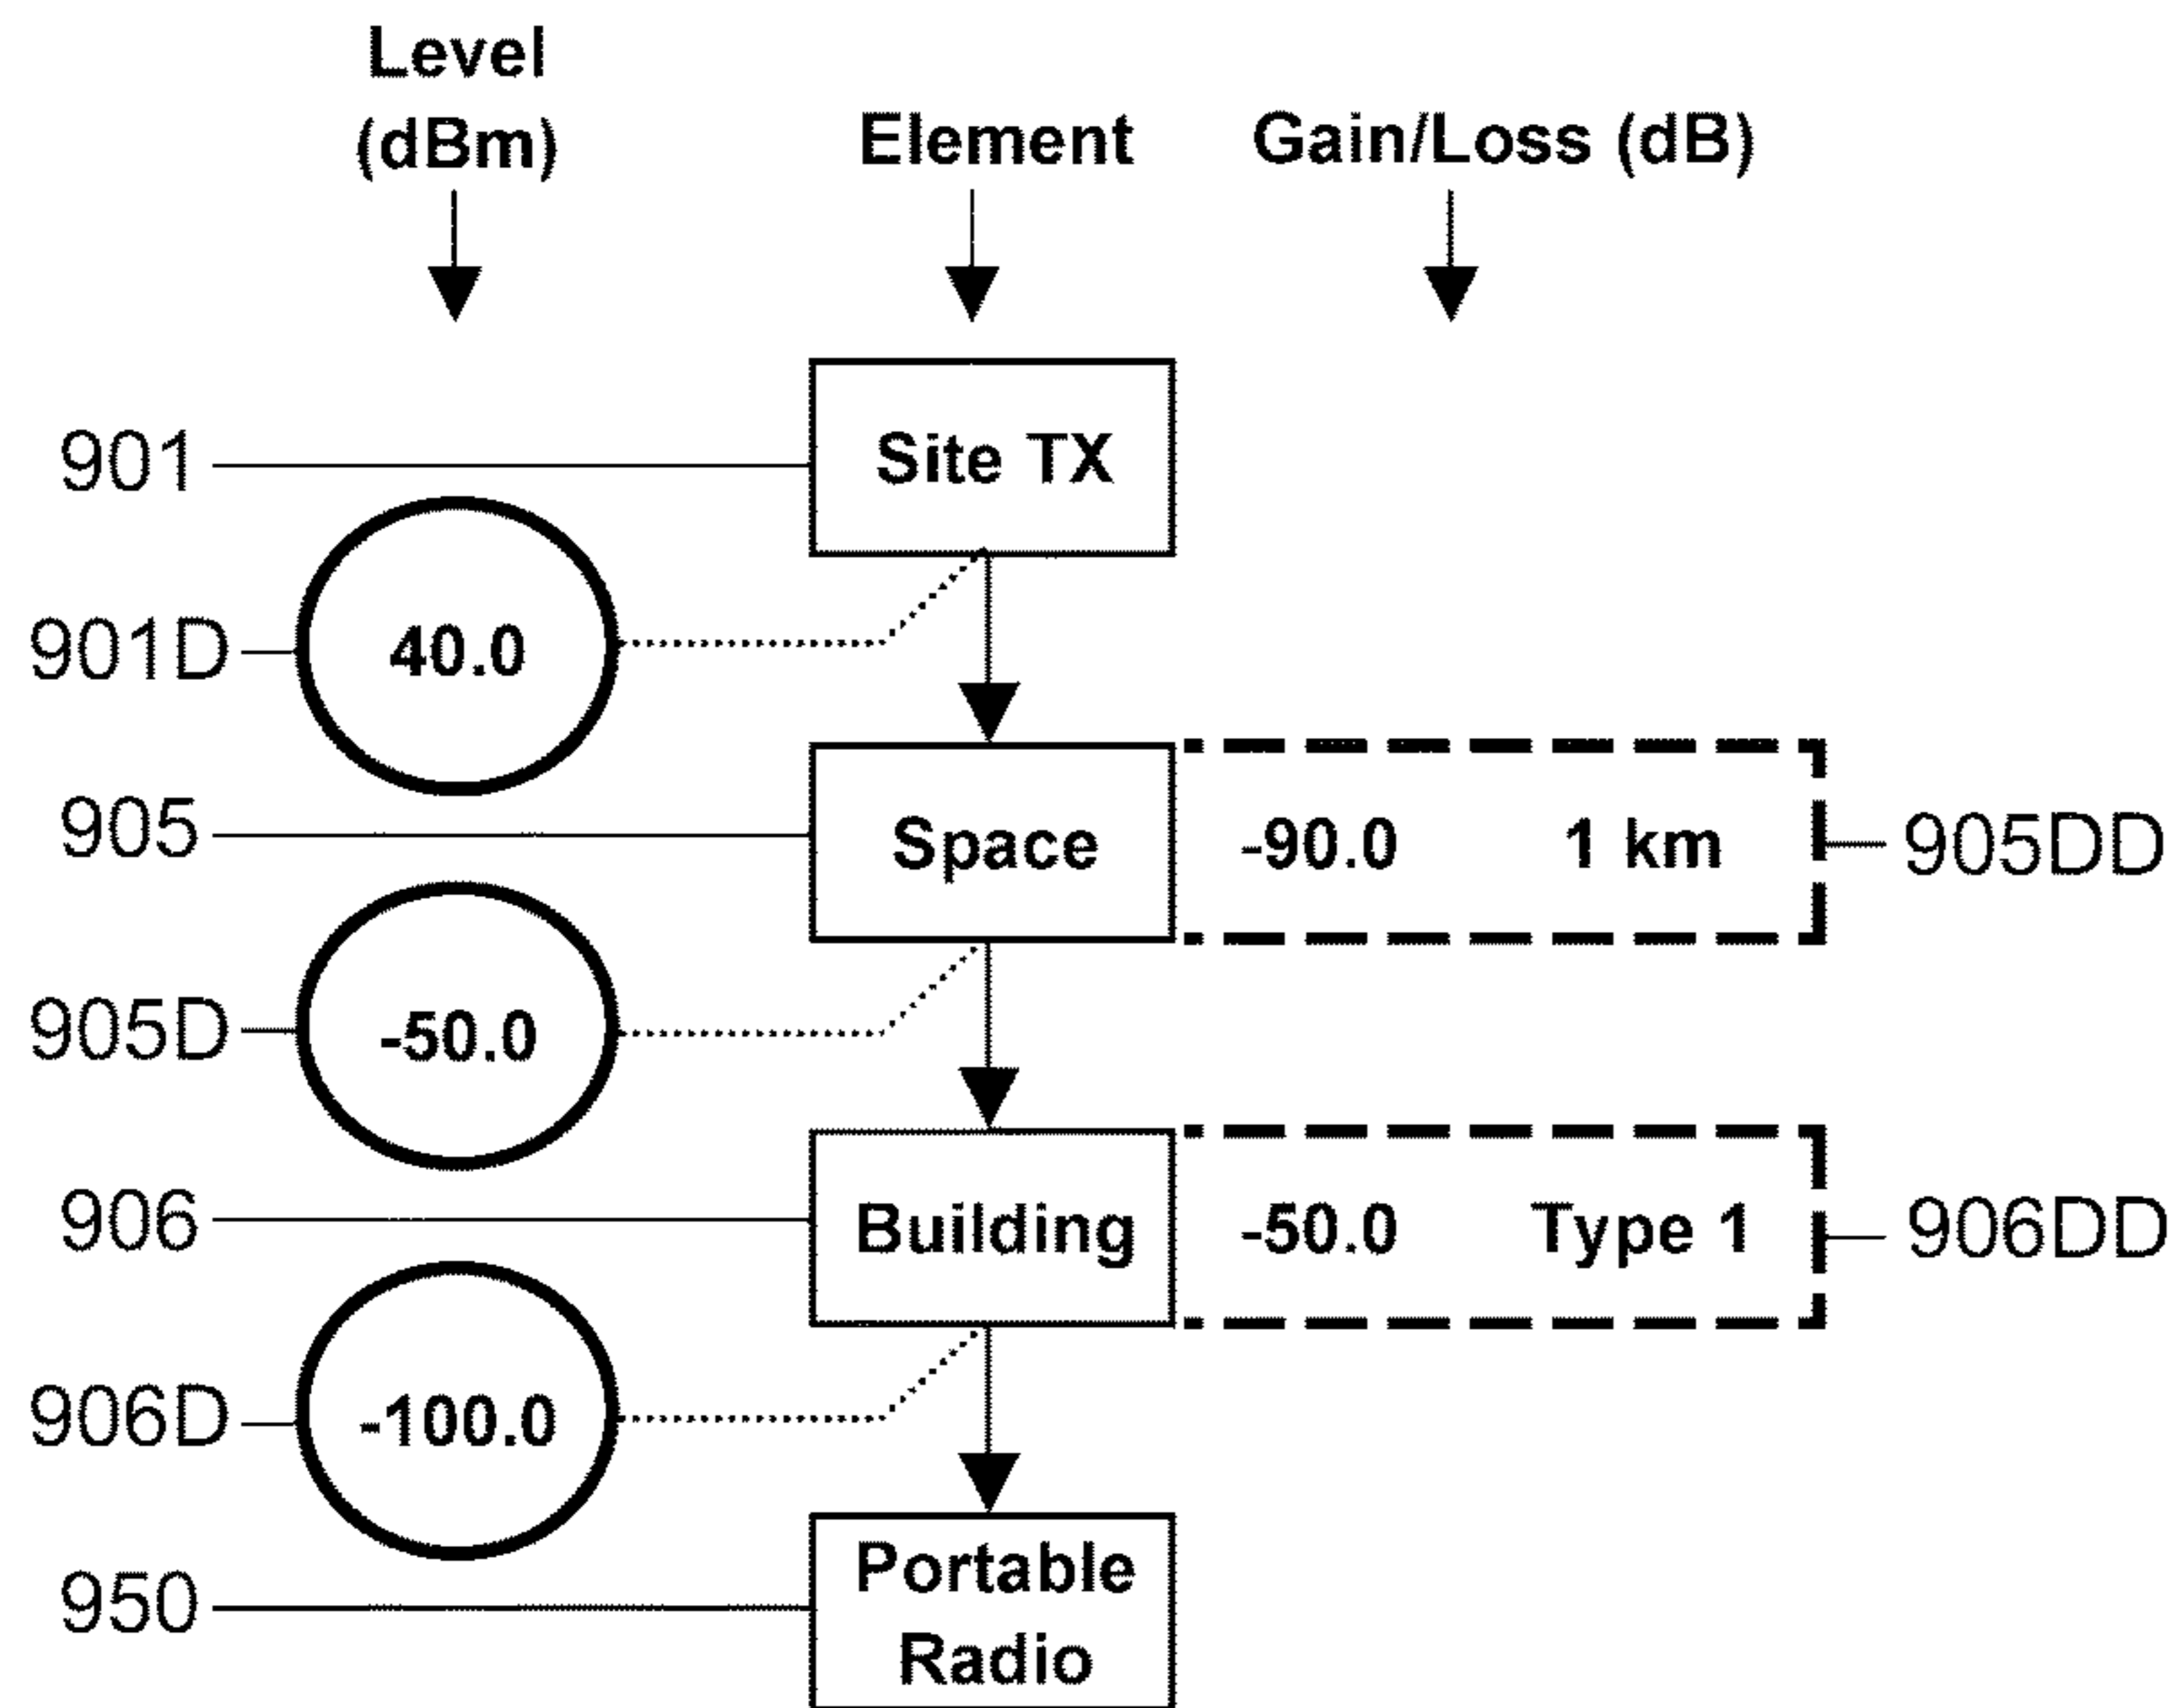 Level
(dBm)
Element
Gain/Loss (dB)
901
Site TX
901D
40.0
905
Space
-90.0 1 km
905DD
905D
-50.0
906
Building
-50.0 Type 1
906DD
906D
-100.0
950
Portable
Radio